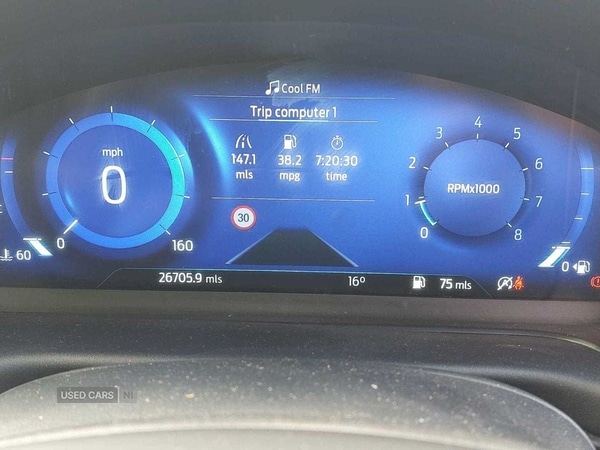 Cool FM
Trip computer 1
147.1 38.2 7:20:30
mls mpg time
mph
0
0 160
30
RPMx1000
0 1 2 3 4 5 6 7 8
60
0
26705.9 mls 16° 75 mls
USED CARS NI